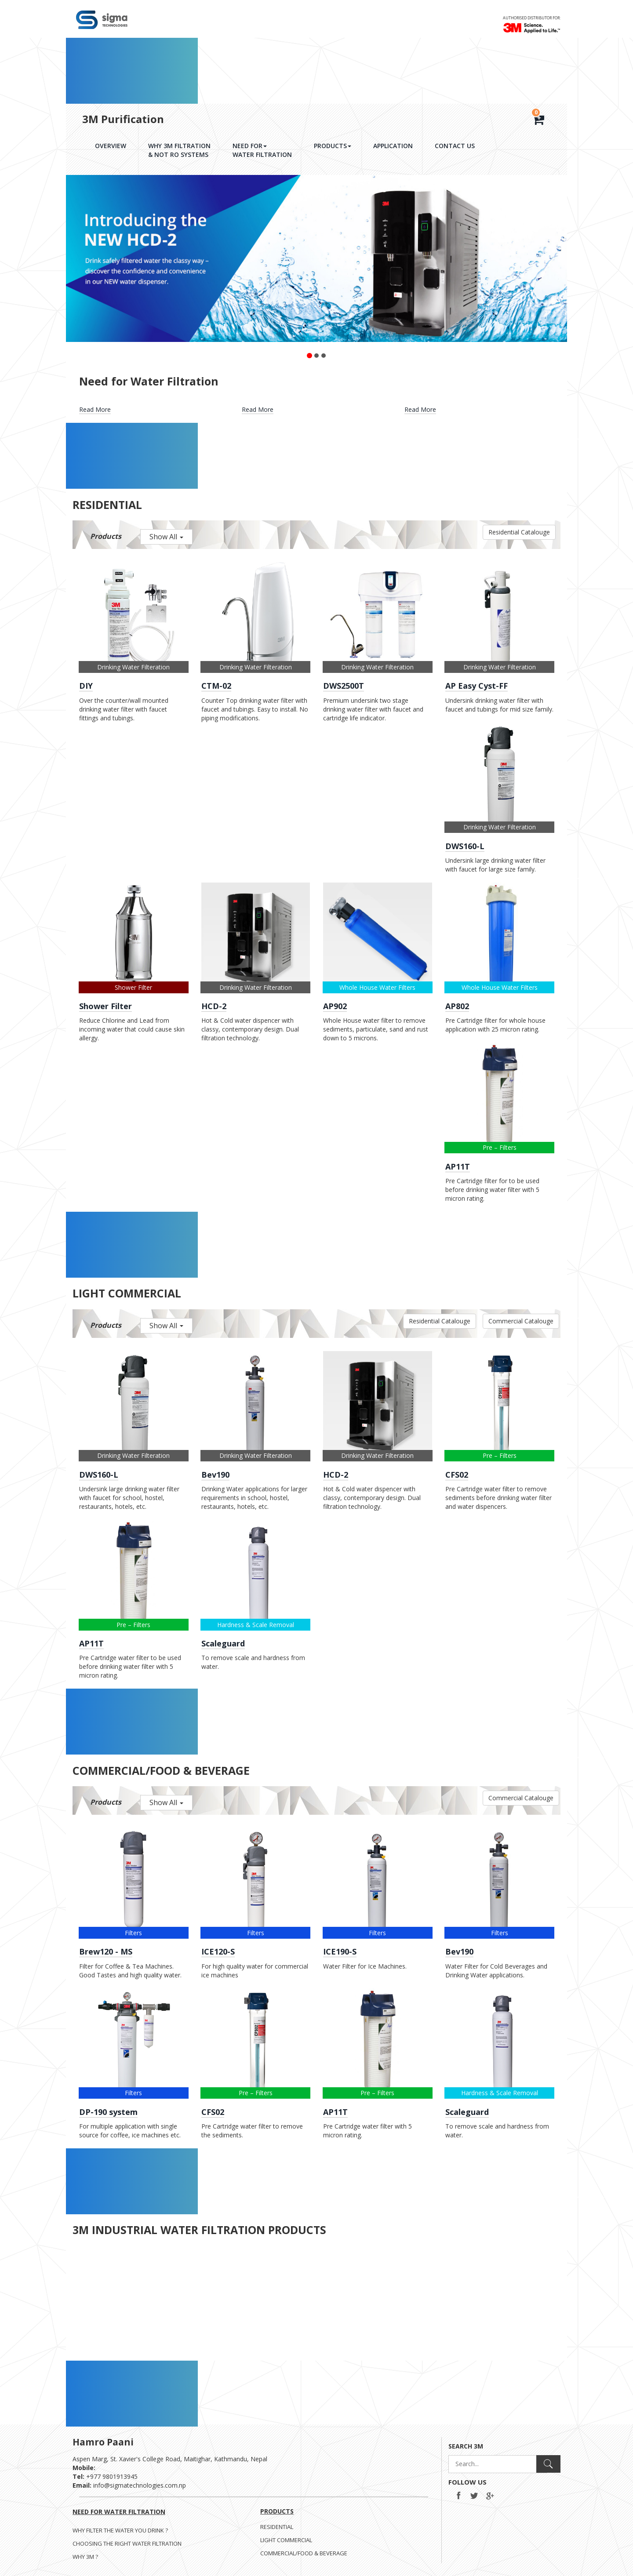 sigma
TECHNOLOGIES
AUTHORISED DISTRIBUTOR FOR
3M Science.
Applied to Life.™
3M Purification
0
OVERVIEW
WHY 3M FILTRATION
& NOT RO SYSTEMS
NEED FOR
WATER FILTRATION
PRODUCTS
APPLICATION
CONTACT US
Introducing the
NEW HCD-2
Drink safely filtered water the classy way –
discover the confidence and convenience
in our NEW water dispenser.
Need for Water Filtration
Read More
Read More
Read More
RESIDENTIAL
Products
Show All
Residential Catalouge
Drinking Water Filteration
Drinking Water Filteration
Drinking Water Filteration
Drinking Water Filteration
DIY
Over the counter/wall mounted
drinking water filter with faucet
fittings and tubings.
CTM-02
Counter Top drinking water filter with
faucet and tubings. Easy to install. No
piping modifications.
DWS2500T
Premium undersink two stage
drinking water filter with faucet and
cartridge life indicator.
AP Easy Cyst-FF
Undersink drinking water filter with
faucet and tubings for mid size family.
Drinking Water Filteration
DWS160-L
Undersink large drinking water filter
with faucet for large size family.
Shower Filter
Drinking Water Filteration
Whole House Water Filters
Whole House Water Filters
Shower Filter
Reduce Chlorine and Lead from
incoming water that could cause skin
allergy.
HCD-2
Hot & Cold water dispenser with
classy, contemporary design. Dual
filtration technology.
AP902
Whole House water filter to remove
sediments, particulate, sand and rust
down to 5 microns.
AP802
Pre Cartridge filter for whole house
application with 25 micron rating.
Pre – Filters
AP11T
Pre Cartridge filter for to be used
before drinking water filter with 5
micron rating.
LIGHT COMMERCIAL
Products
Show All
Residential Catalouge
Commercial Catalouge
Drinking Water Filteration
Drinking Water Filteration
Drinking Water Filteration
Pre – Filters
DWS160-L
Undersink large drinking water filter
with faucet for school, hostel,
restaurants, hotels, etc.
Bev190
Drinking Water applications for larger
requirements in school, hostel,
restaurants, hotels, etc.
HCD-2
Hot & Cold water dispenser with
classy, contemporary design. Dual
filtration technology.
CFS02
Pre Cartridge water filter to remove
sediments before drinking water filter
and water dispencers.
Pre – Filters
Hardness & Scale Removal
AP11T
Pre Cartridge water filter to be used
before drinking water filter with 5
micron rating.
Scaleguard
To remove scale and hardness from
water.
COMMERCIAL/FOOD & BEVERAGE
Products
Show All
Commercial Catalouge
Filters
Filters
Filters
Filters
Brew120 - MS
Filter for Coffee & Tea Machines.
Good Tastes and high quality water.
ICE120-S
For high quality water for commercial
ice machines
ICE190-S
Water Filter for Ice Machines.
Bev190
Water Filter for Cold Beverages and
Drinking Water applications.
Filters
Pre – Filters
Pre – Filters
Hardness & Scale Removal
DP-190 system
For multiple application with single
source for coffee, ice machines etc.
CFS02
Pre Cartridge water filter to remove
the sediments.
AP11T
Pre Cartridge water filter with 5
micron rating.
Scaleguard
To remove scale and hardness from
water.
3M INDUSTRIAL WATER FILTRATION PRODUCTS
Hamro Paani
Aspen Marg, St. Xavier's College Road, Maitighar, Kathmandu, Nepal
Mobile:
Tel: +977 9801913945
Email: info@sigmatechnologies.com.np
NEED FOR WATER FILTRATION
WHY FILTER THE WATER YOU DRINK ?
CHOOSING THE RIGHT WATER FILTRATION
WHY 3M ?
PRODUCTS
RESIDENTIAL
LIGHT COMMERCIAL
COMMERCIAL/FOOD & BEVERAGE
SEARCH 3M
Search...
FOLLOW US